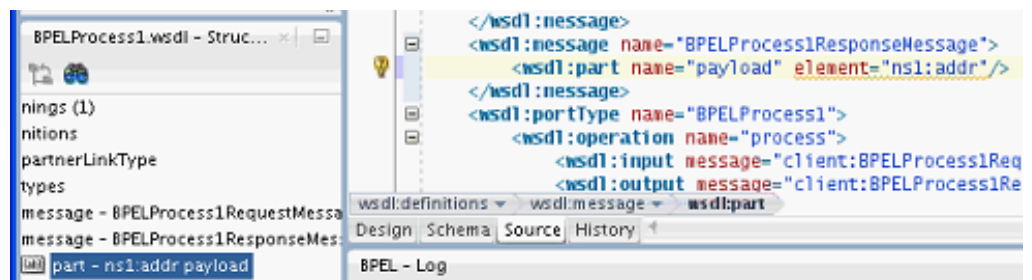 BPELProcess1.wsdl - Struc...
nings (1)
nitions
partnerLinkType
types
message - BPELProcess1RequestMessa
message - BPELProcess1ResponseMes
part - ns1:addr payload
</wsdl:message>
<wsdl:message name="BPELProcess1ResponseMessage">
<wsdl:part name="payload" element="ns1:addr"/>
</wsdl:message>
<wsdl:portType name="BPELProcess1">
<wsdl:operation name="process">
<wsdl:input message="client:BPELProcess1Req
<wsdl:output message="client:BPELProcess1Re
wsdl:definitions wsdl:message wsdl:part
Design Schema Source History
BPEL - Log